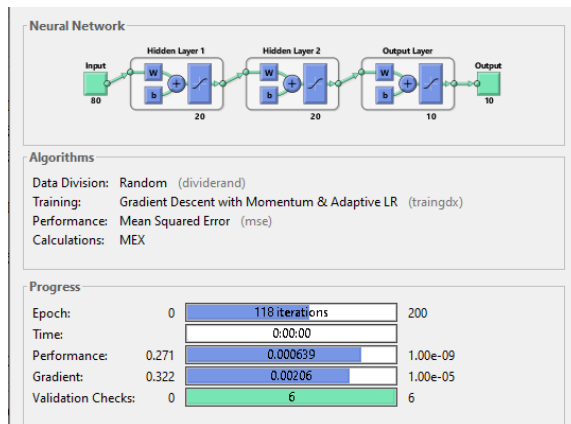 Neural Network
Hidden Layer 1 Hidden Layer 2 Output Layer
Input Output
W W W
b b b
80 20 20 10 10
Algorithms
Data Division: Random (dividerand)
Training: Gradient Descent with Momentum & Adaptive LR (traingdx)
Performance: Mean Squared Error (mse)
Calculations: MEX
Progress
Epoch: 0 118 iterations 200
Time: 0:00:00
Performance: 0.271 0.000639 1.00e-09
Gradient: 0.322 0.00206 1.00e-05
Validation Checks: 0 6 6